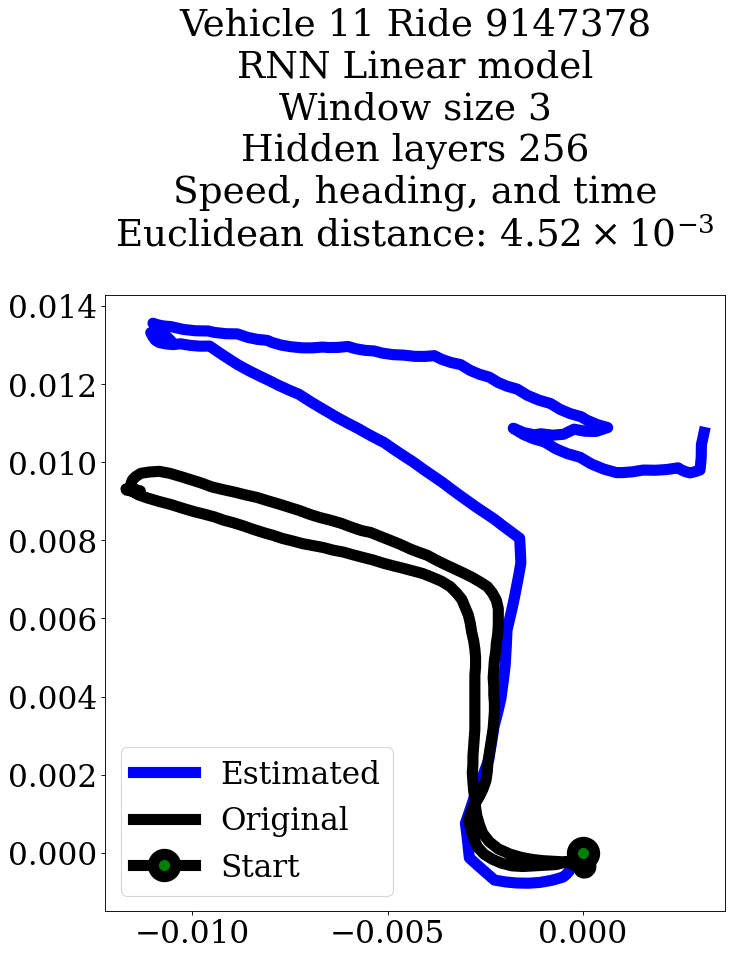 Vehicle 11 Ride 9147378
RNN Linear model
Window size 3
Hidden layers 256
Speed, heading, and time
Euclidean distance: 4.52 × 10⁻³
0.014
0.012
0.010
0.008
0.006
0.004
0.002
0.000
Estimated
Original
Start
−0.010
−0.005
0.000